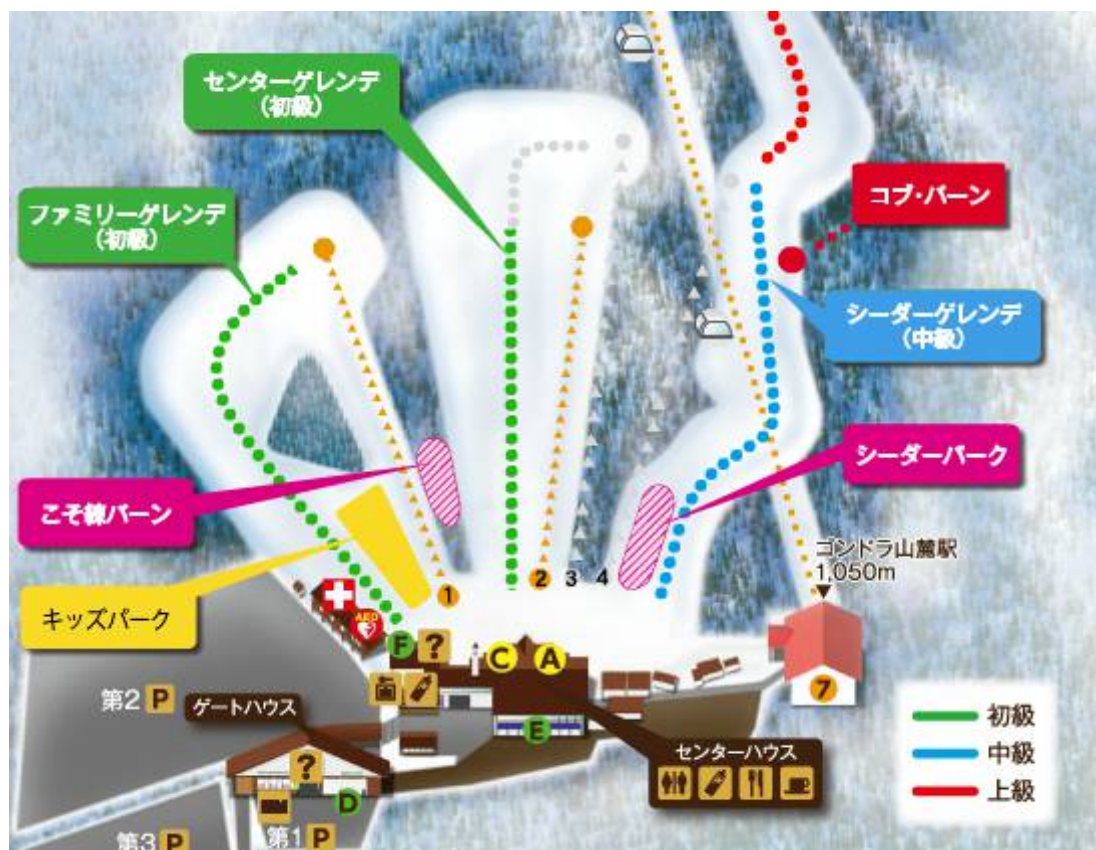 センターゲレンデ
(初級)
ファミリーゲレンデ
(初級)
コブ・バーン
シーダーゲレンデ
(中級)
シーダーパーク
こそ練バーン
キッズパーク
ゴンドラ山麓駅
1,050m
1
2
3
4
AED
F
?
C
A
7
第2 P
ゲートハウス
E
センターハウス
?
D
第3 P
第1 P
初級
中級
上級